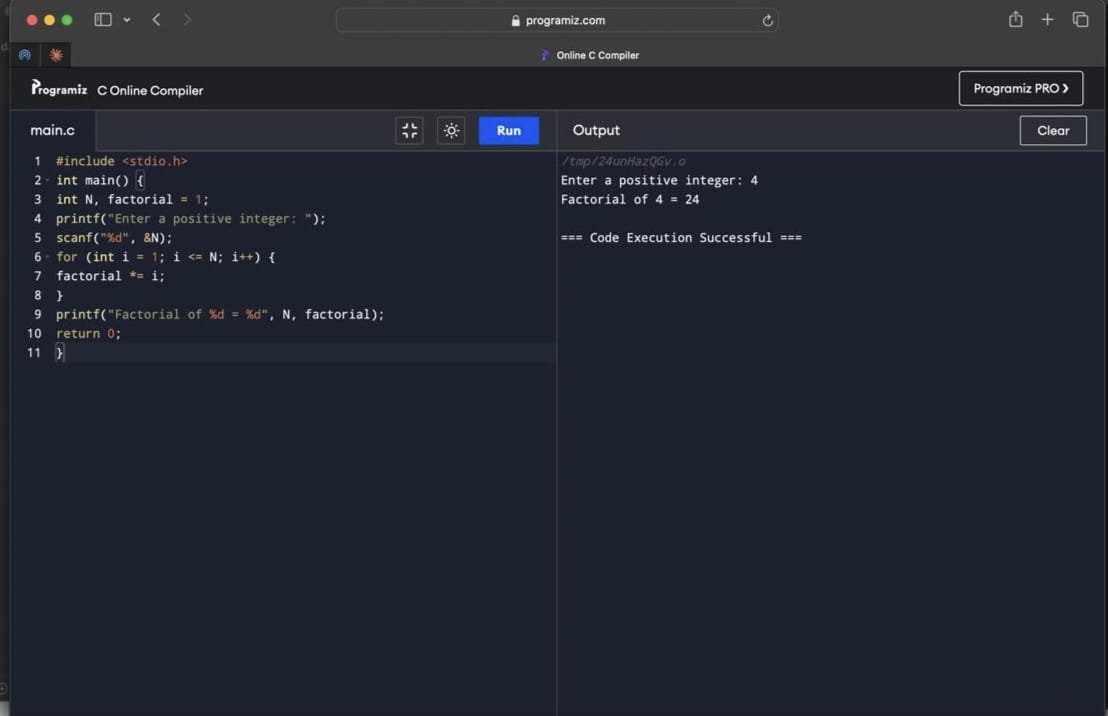 programiz.com
Online C Compiler
Programiz C Online Compiler
Programiz PRO
main.c
Run
Output
Clear
1 #include <stdio.h>
2 int main() {
3 int N, factorial = 1;
4 printf("Enter a positive integer: ");
5 scanf("%d", &N);
6 for (int i = 1; i <= N; i++) {
7 factorial *= i;
8 }
9 printf("Factorial of %d = %d", N, factorial);
10 return 0;
11 }
/tmp/24unHazQGv.o
Enter a positive integer: 4
Factorial of 4 = 24
=== Code Execution Successful ===